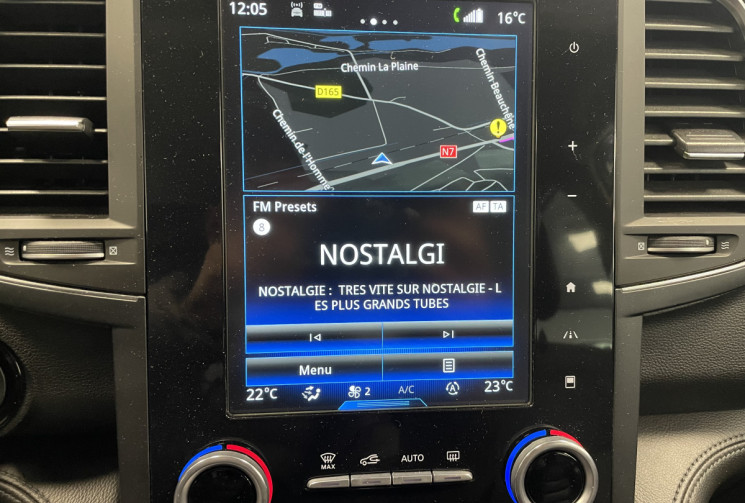 12:05
16°C
Chemin La Plaine
Chemin Beauchêne
D165
Chemin de l'Homme
N7
FM Presets
AF TA
8
NOSTALGI
NOSTALGIE : TRES VITE SUR NOSTALGIE - L
ES PLUS GRANDS TUBES
Menu
22°C
2
A/C
A
23°C
MAX
AUTO